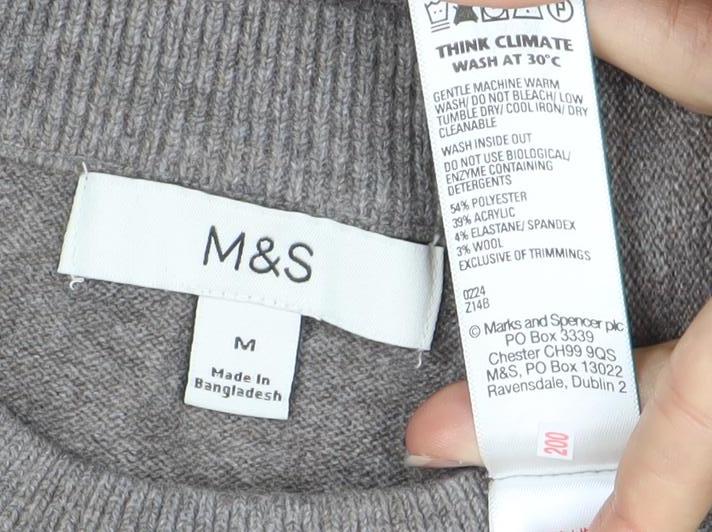 M&S
M
Made In
Bangladesh
THINK CLIMATE
WASH AT 30°C
GENTLE MACHINE WARM
WASH/ DO NOT BLEACH/ LOW
TUMBLE DRY/ COOL IRON/ DRY
CLEANABLE
WASH INSIDE OUT
DO NOT USE BIOLOGICAL/
ENZYME CONTAINING
DETERGENTS
54% POLYESTER
39% ACRYLIC
4% ELASTANE/ SPANDEX
3% WOOL
EXCLUSIVE OF TRIMMINGS
0224
Z14B
© Marks and Spencer plc
PO Box 3339
Chester CH99 9QS
M&S, PO Box 13022
Ravensdale, Dublin 2
200